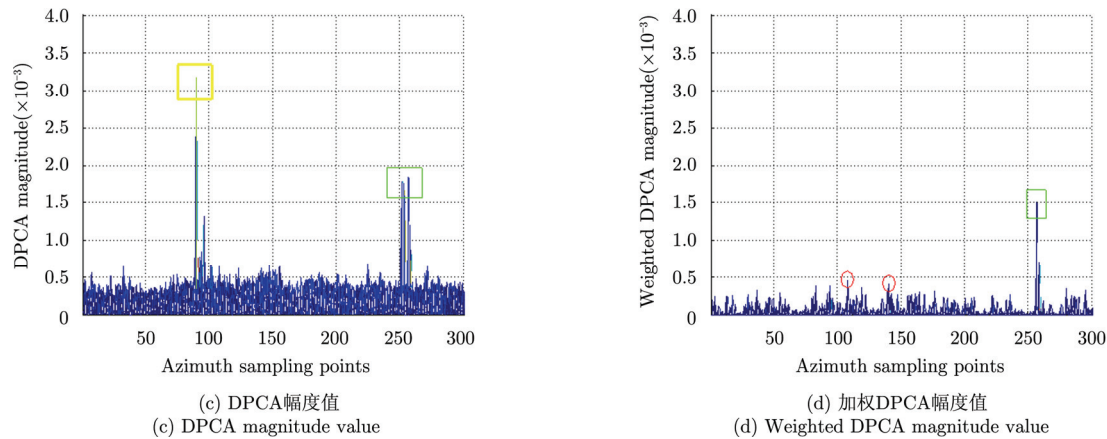 DPCA magnitude(×10⁻³)
4.0
3.5
3.0
2.5
2.0
1.5
1.0
0.5
0
50 100 150 200 250 300
Azimuth sampling points
(c) DPCA幅度值
(c) DPCA magnitude value
Weighted DPCA magnitude(×10⁻³)
4.0
3.5
3.0
2.5
2.0
1.5
1.0
0.5
0
50 100 150 200 250 300
Azimuth sampling points
(d) 加权DPCA幅度值
(d) Weighted DPCA magnitude value